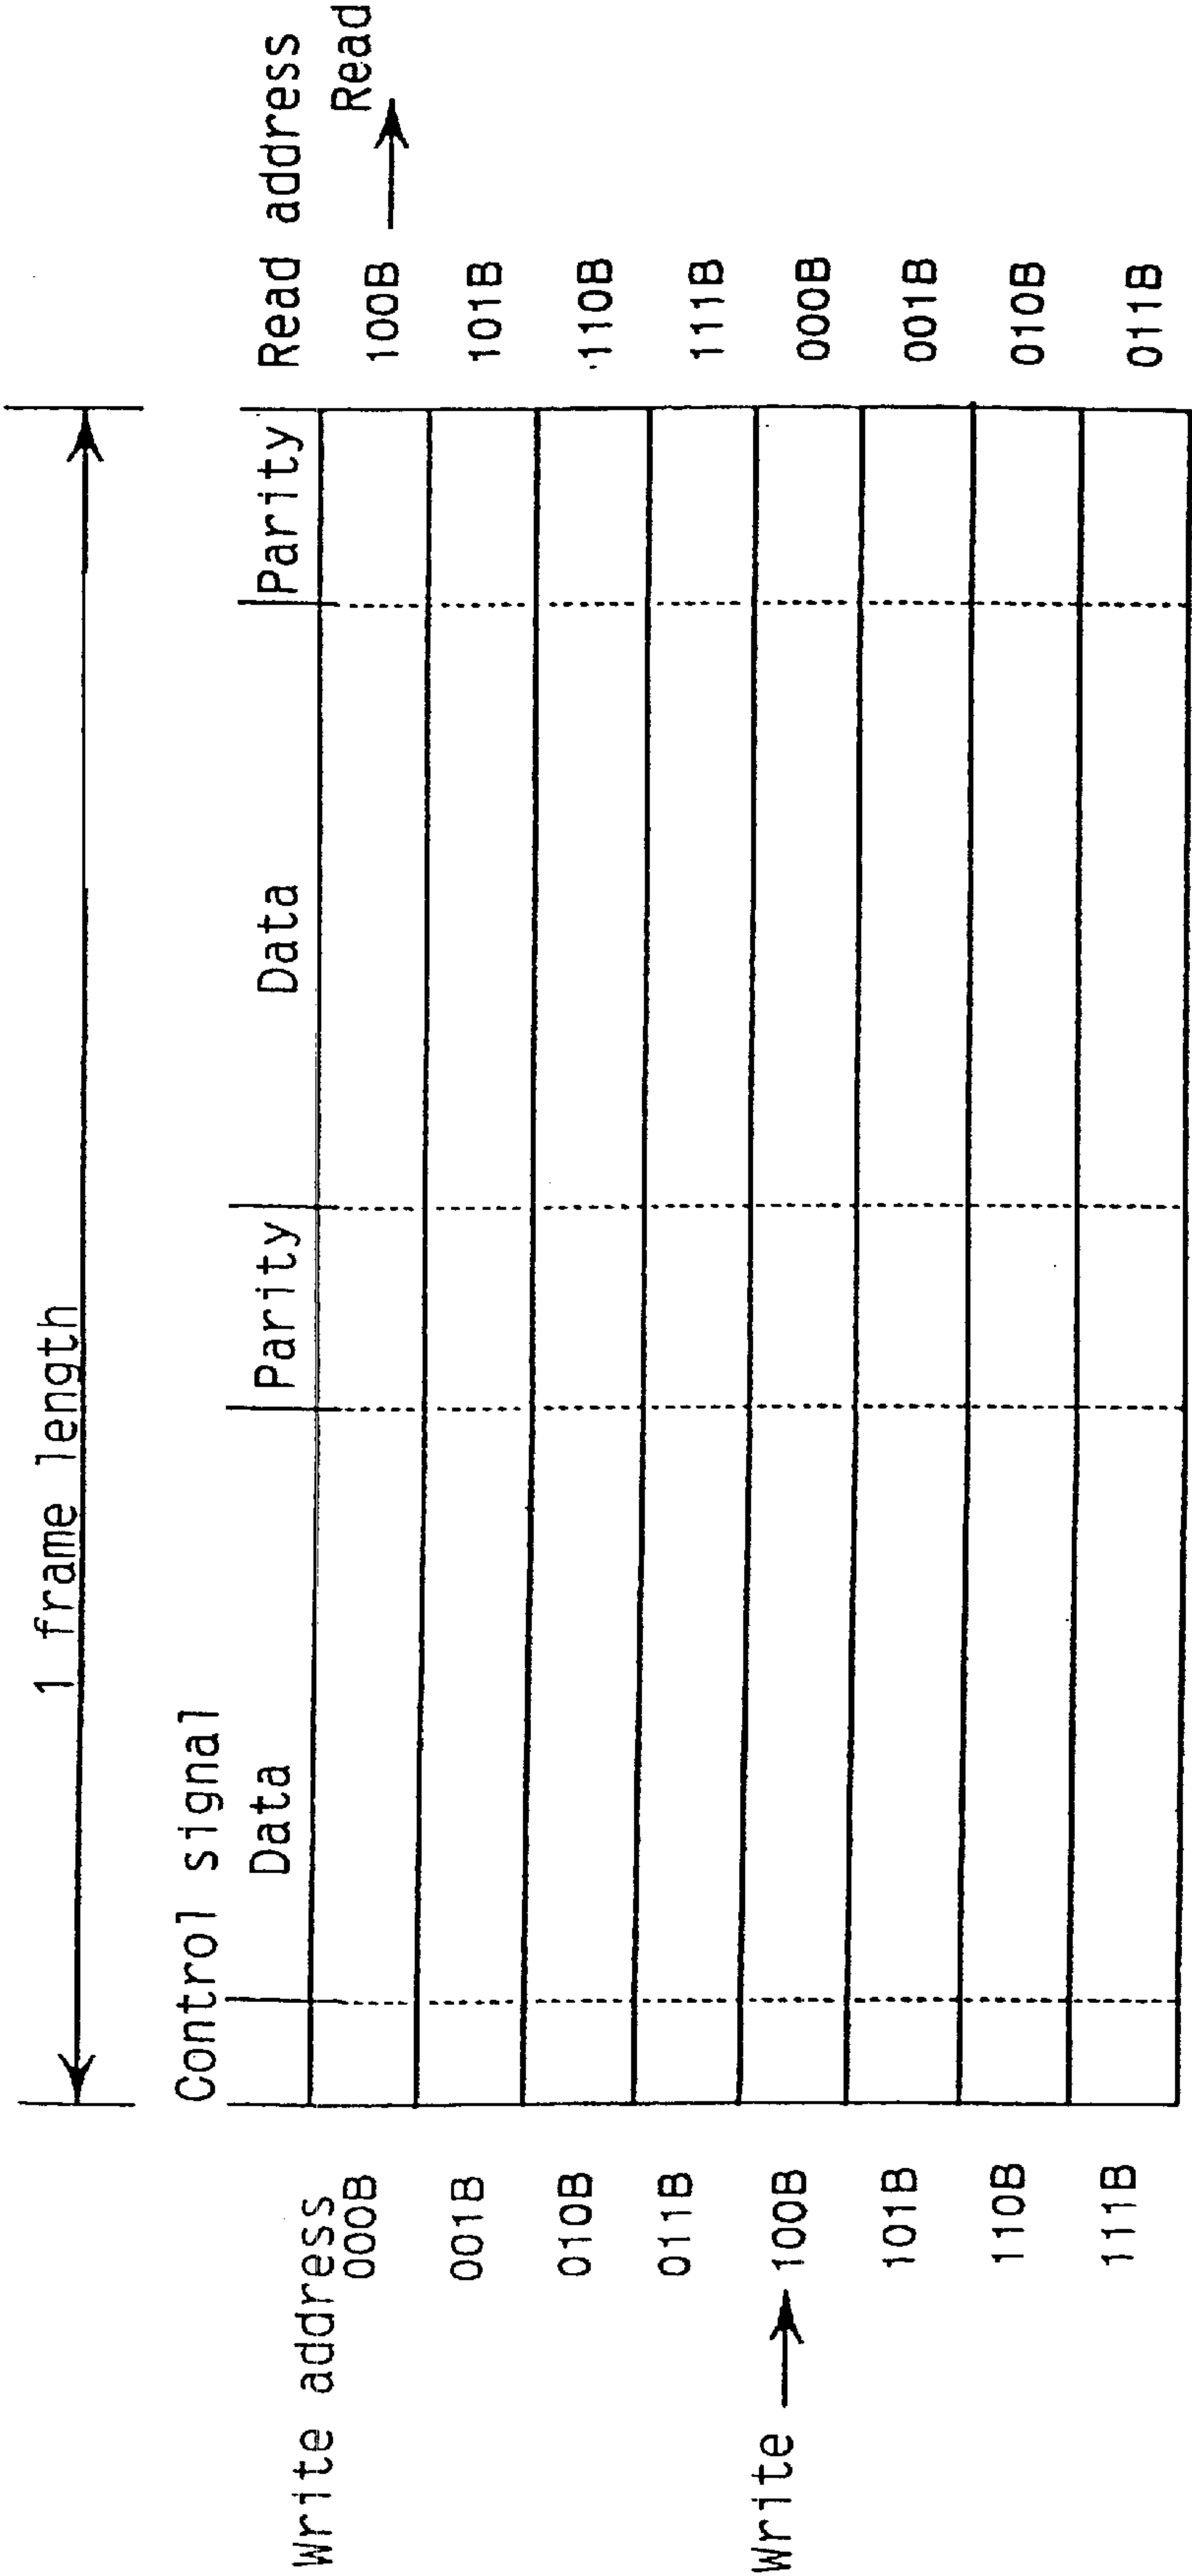 1 frame length
Control signal
Write address Data Parity Data Parity Read address
000B 100B Read
001B 101B
010B 110B
011B 111B
Write 100B 000B
101B 001B
110B 010B
111B 011B